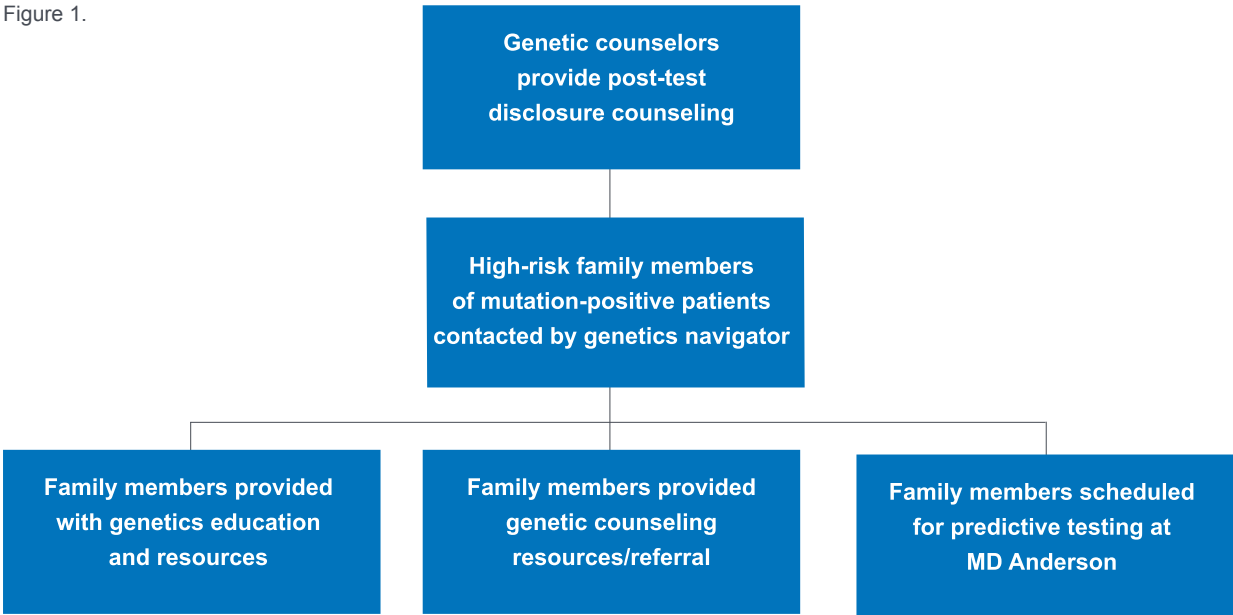 Figure 1.
Genetic counselors
provide post-test
disclosure counseling
High-risk family members
of mutation-positive patients
contacted by genetics navigator
Family members provided
with genetics education
and resources
Family members provided
genetic counseling
resources/referral
Family members scheduled
for predictive testing at
MD Anderson